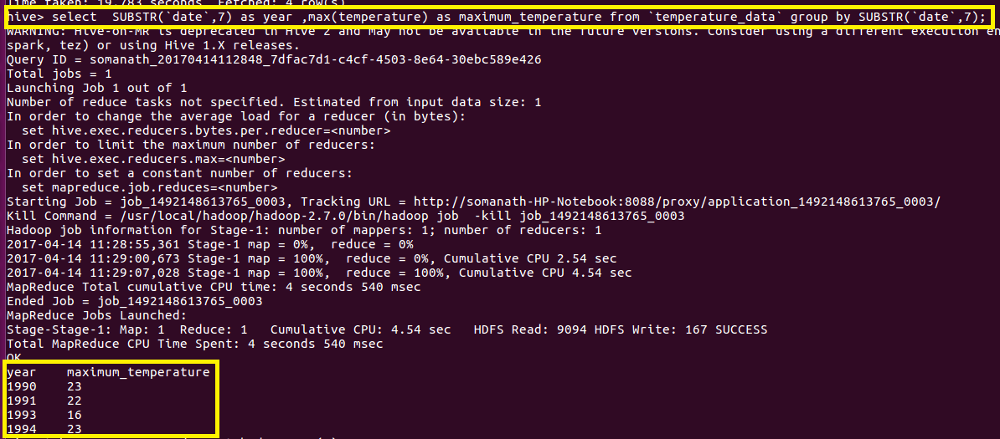 Time taken: 19.783 seconds, Fetched: 4 row(s)
hive> select  SUBSTR(`date`,7) as year ,max(temperature) as maximum_temperature from `temperature_data` group by SUBSTR(`date`,7);
WARNING: Hive-on-MR is deprecated in Hive 2 and may not be available in the future versions. Consider using a different execution en
spark, tez) or using Hive 1.X releases.
Query ID = somanath_20170414112848_7dfac7d1-c4cf-4503-8e64-30ebc589e426
Total jobs = 1
Launching Job 1 out of 1
Number of reduce tasks not specified. Estimated from input data size: 1
In order to change the average load for a reducer (in bytes):
  set hive.exec.reducers.bytes.per.reducer=<number>
In order to limit the maximum number of reducers:
  set hive.exec.reducers.max=<number>
In order to set a constant number of reducers:
  set mapreduce.job.reduces=<number>
Starting Job = job_1492148613765_0003, Tracking URL = http://somanath-HP-Notebook:8088/proxy/application_1492148613765_0003/
Kill Command = /usr/local/hadoop/hadoop-2.7.0/bin/hadoop job  -kill job_1492148613765_0003
Hadoop job information for Stage-1: number of mappers: 1; number of reducers: 1
2017-04-14 11:28:55,361 Stage-1 map = 0%,  reduce = 0%
2017-04-14 11:29:00,673 Stage-1 map = 100%,  reduce = 0%, Cumulative CPU 2.54 sec
2017-04-14 11:29:07,028 Stage-1 map = 100%,  reduce = 100%, Cumulative CPU 4.54 sec
MapReduce Total cumulative CPU time: 4 seconds 540 msec
Ended Job = job_1492148613765_0003
MapReduce Jobs Launched:
Stage-Stage-1: Map: 1  Reduce: 1   Cumulative CPU: 4.54 sec   HDFS Read: 9094 HDFS Write: 167 SUCCESS
Total MapReduce CPU Time Spent: 4 seconds 540 msec
OK
year	maximum_temperature
1990	23
1991	22
1993	16
1994	23